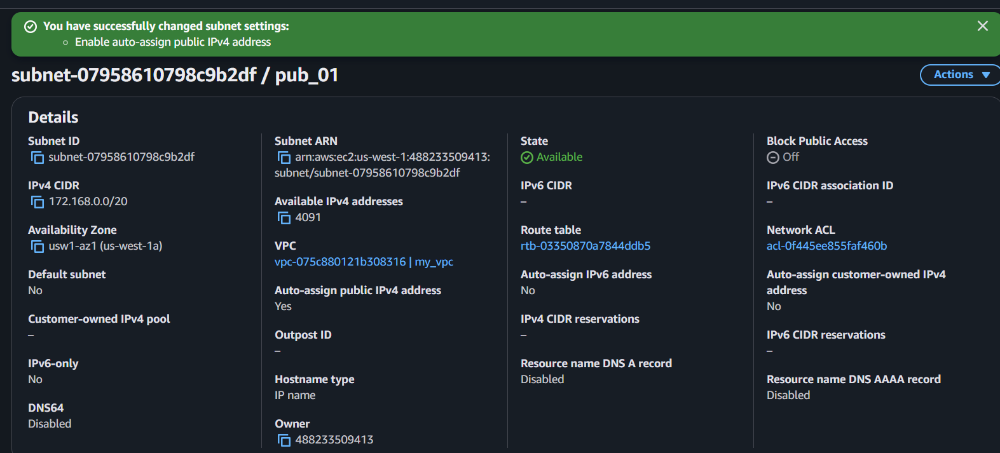 You have successfully changed subnet settings:
Enable auto-assign public IPv4 address
subnet-07958610798c9b2df / pub_01
Actions
Details
Subnet ID
subnet-07958610798c9b2df
IPv4 CIDR
172.168.0.0/20
Availability Zone
usw1-az1 (us-west-1a)
Default subnet
No
Customer-owned IPv4 pool
–
IPv6-only
No
DNS64
Disabled
Subnet ARN
arn:aws:ec2:us-west-1:488233509413:
subnet/subnet-07958610798c9b2df
Available IPv4 addresses
4091
VPC
vpc-075c880121b308316 | my_vpc
Auto-assign public IPv4 address
Yes
Outpost ID
–
Hostname type
IP name
Owner
488233509413
State
Available
IPv6 CIDR
–
Route table
rtb-03350870a7844ddb5
Auto-assign IPv6 address
No
IPv4 CIDR reservations
–
Resource name DNS A record
Disabled
Block Public Access
Off
IPv6 CIDR association ID
–
Network ACL
acl-0f445ee855faf460b
Auto-assign customer-owned IPv4
address
No
IPv6 CIDR reservations
–
Resource name DNS AAAA record
Disabled